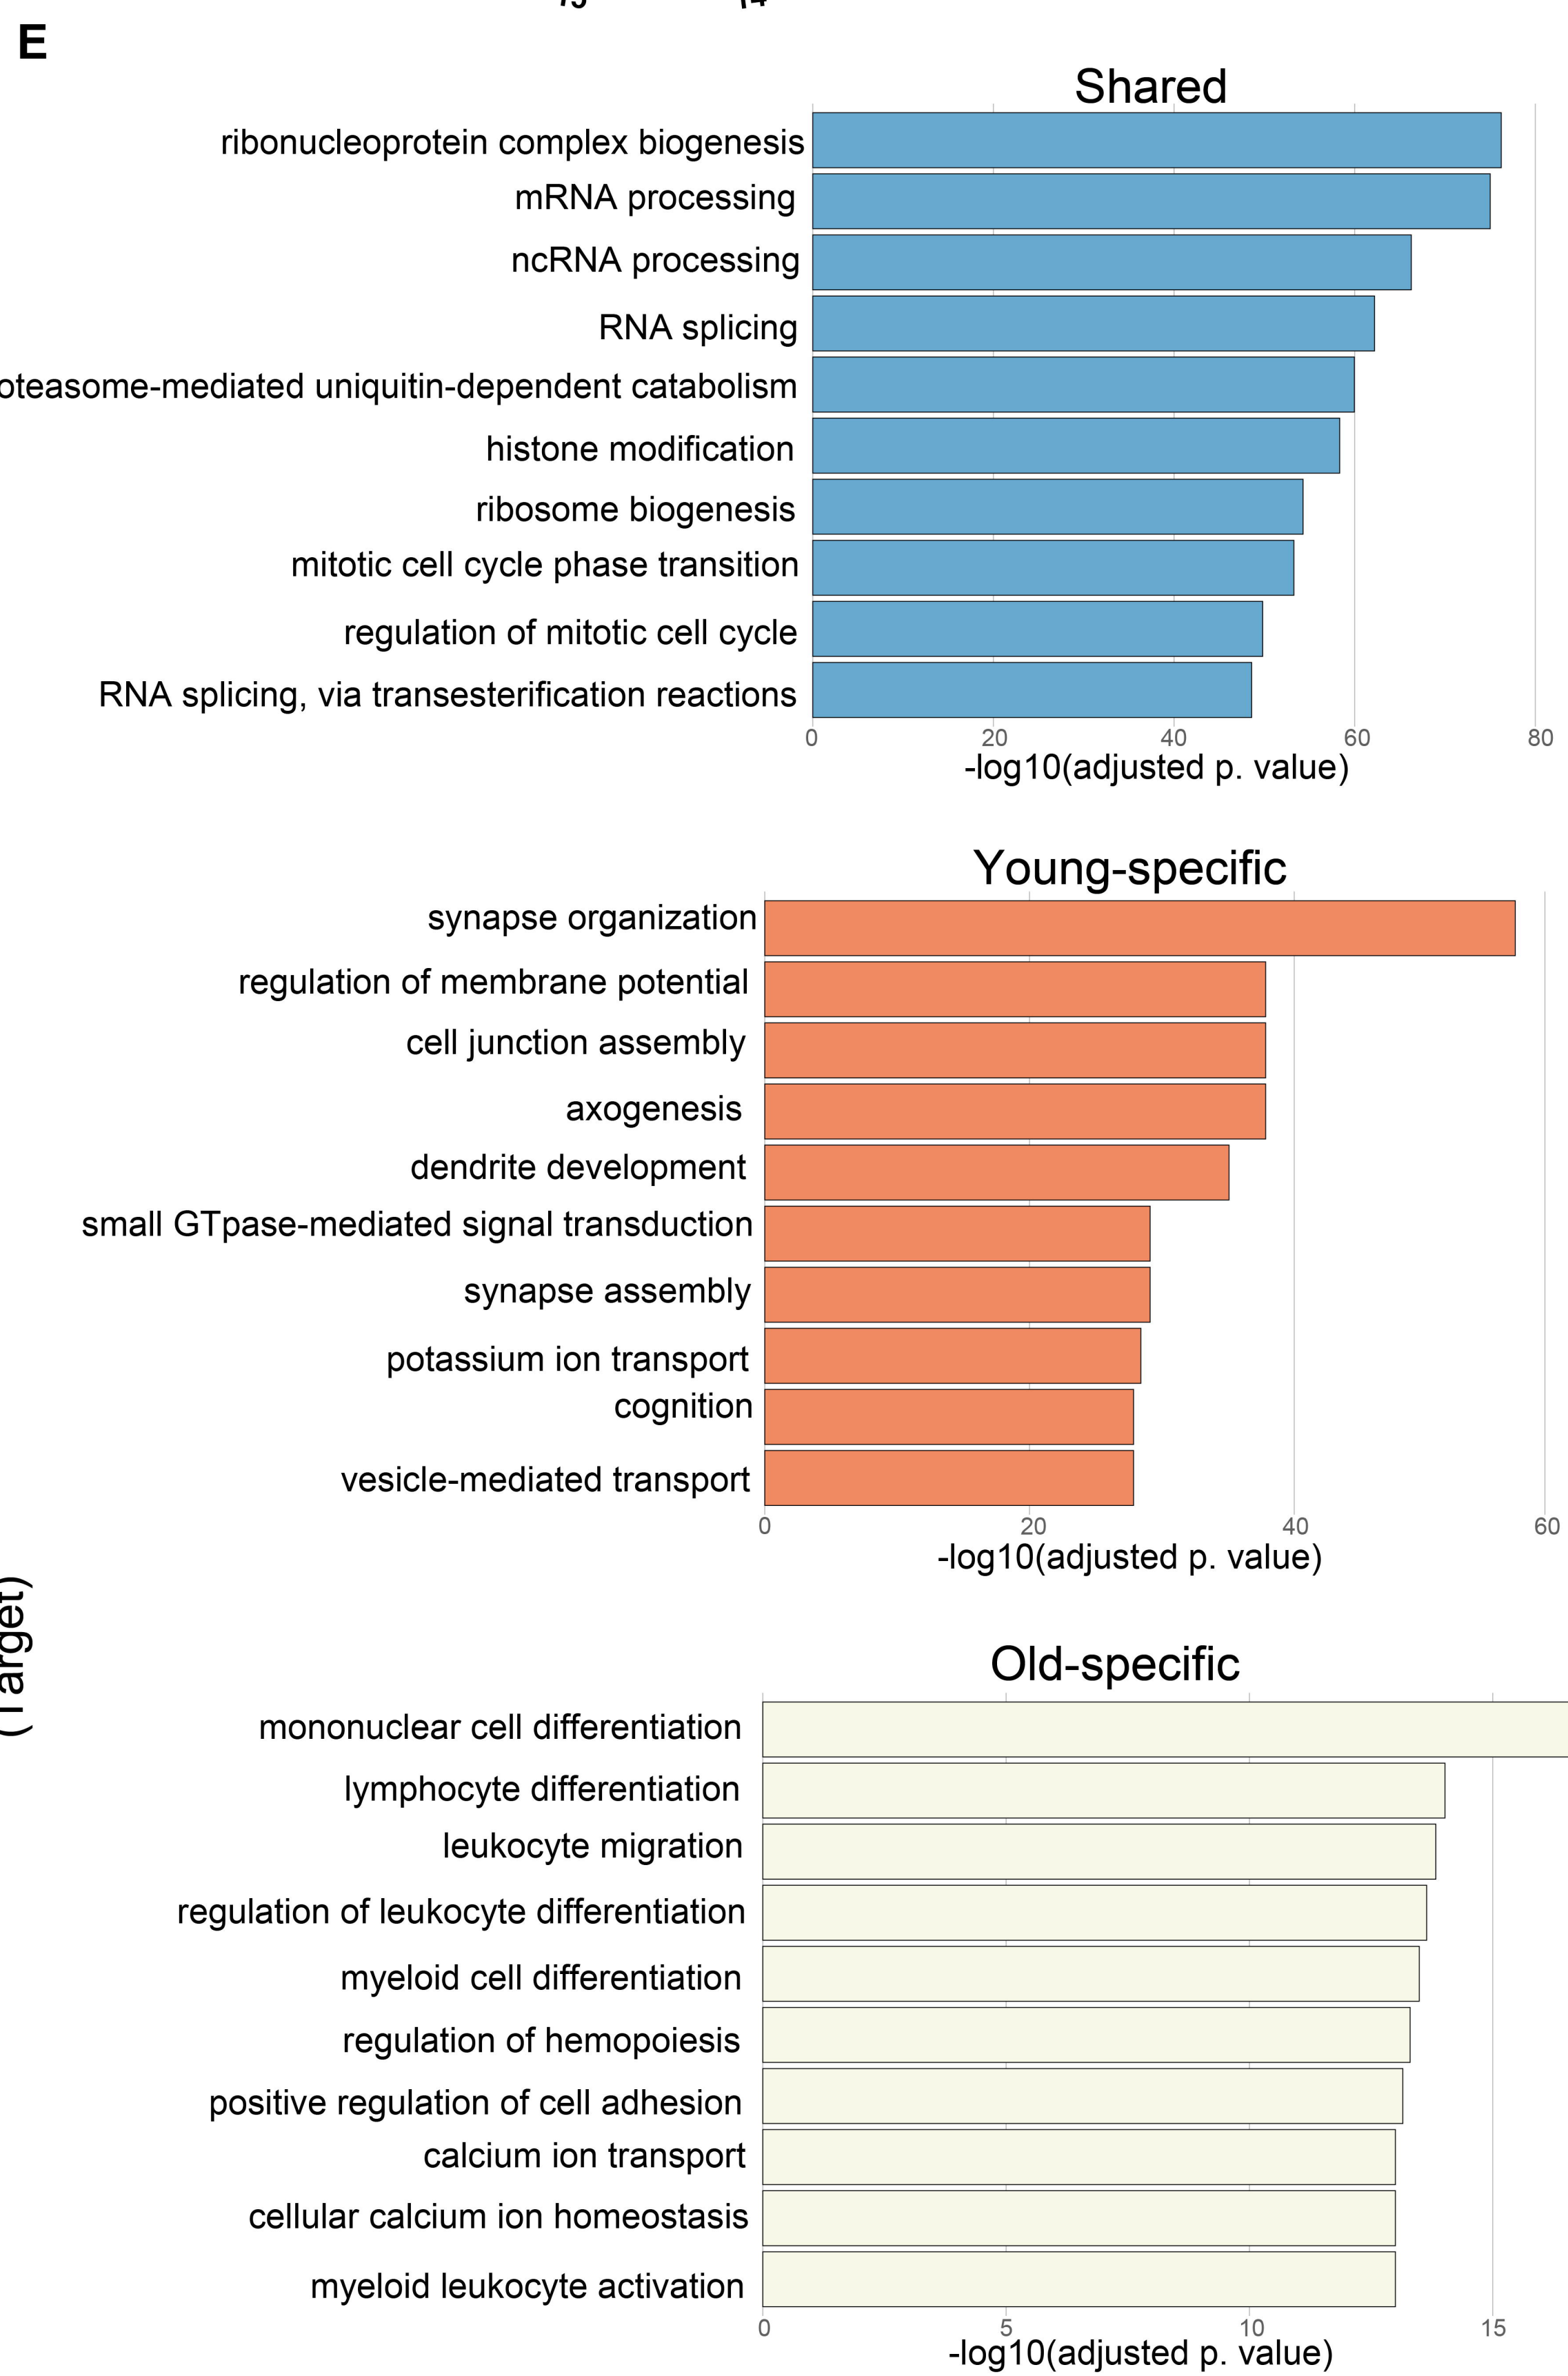 E
Shared
ribonucleoprotein complex biogenesis
mRNA processing
ncRNA processing
RNA splicing
oteasome-mediated uniquitin-dependent catabolism
histone modification
ribosome biogenesis
mitotic cell cycle phase transition
regulation of mitotic cell cycle
RNA splicing, via transesterification reactions
0 20 40 60 80
-log10(adjusted p. value)
Young-specific
synapse organization
regulation of membrane potential
cell junction assembly
axogenesis
dendrite development
small GTpase-mediated signal transduction
synapse assembly
potassium ion transport
cognition
vesicle-mediated transport
0 20 40 60
-log10(adjusted p. value)
(Target)
Old-specific
mononuclear cell differentiation
lymphocyte differentiation
leukocyte migration
regulation of leukocyte differentiation
myeloid cell differentiation
regulation of hemopoiesis
positive regulation of cell adhesion
calcium ion transport
cellular calcium ion homeostasis
myeloid leukocyte activation
0 5 10 15
-log10(adjusted p. value)